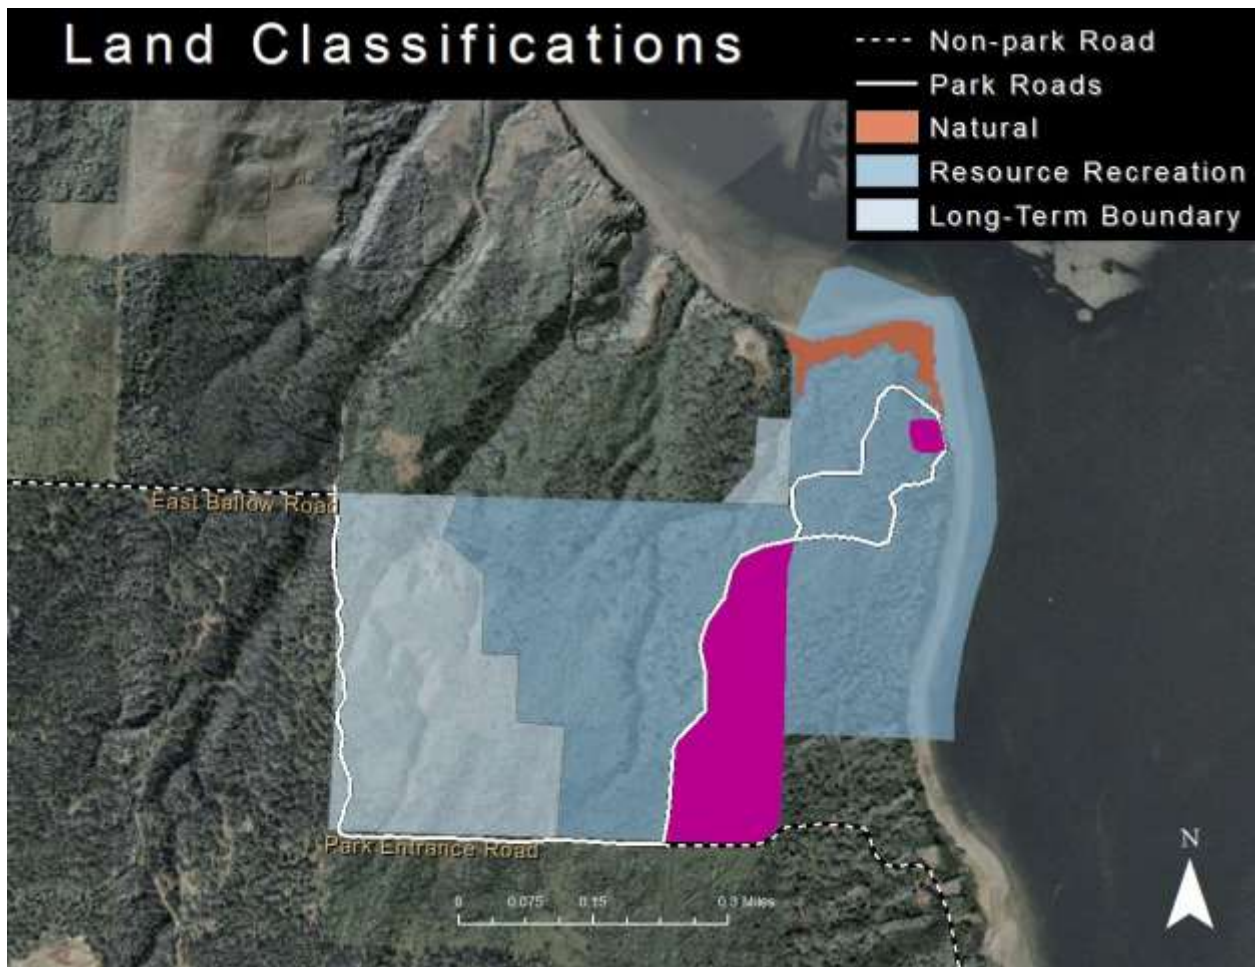 Land Classifications
Non-park Road
Park Roads
Natural
Resource Recreation
Long-Term Boundary
East Ballow Road
Park Entrance Road
0 0.075 0.15 0.3 Miles
N